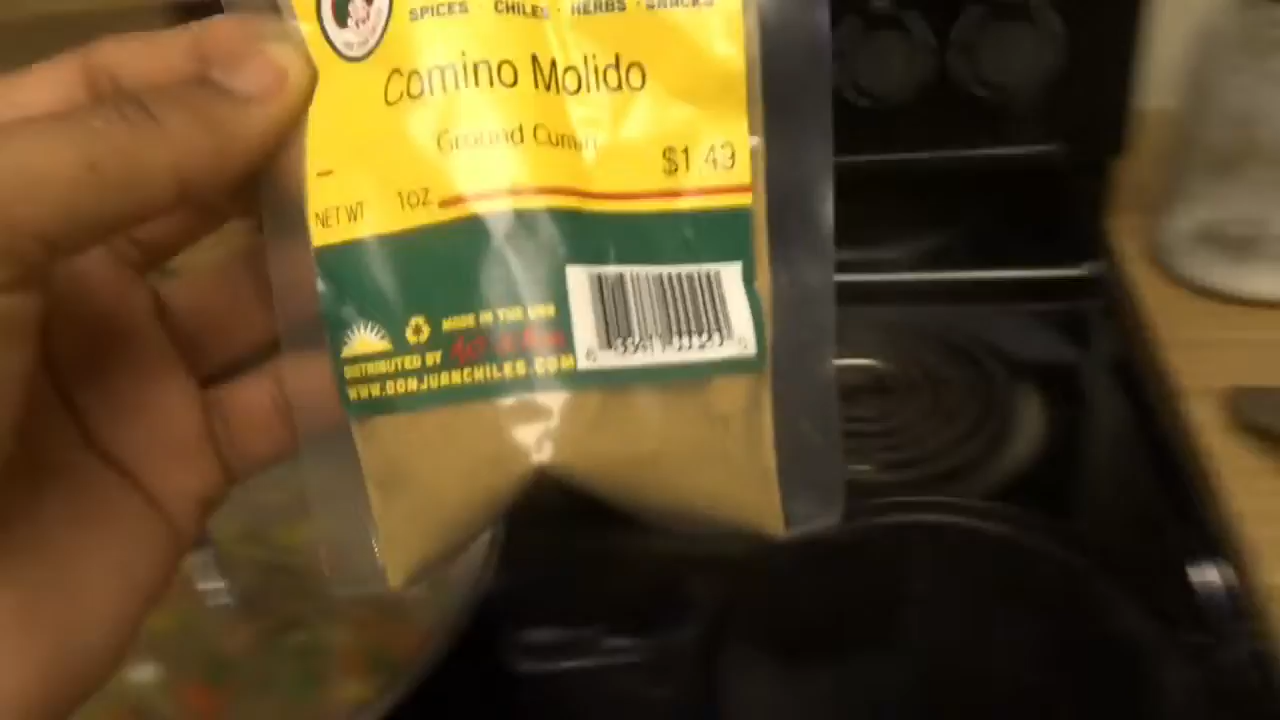 SPICES · CHILES · HERBS · SNACKS
Comino Molido
Ground Cumin
$1.49
NET WT 1OZ
MADE IN THE USA
DISTRIBUTED BY
WWW.DONJUANCHILES.COM